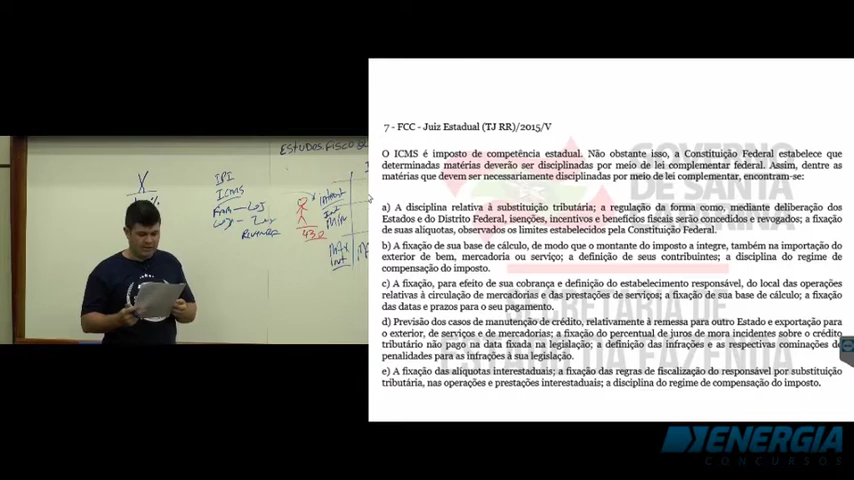 7 - FCC - Juiz Estadual (TJ RR)/2015/V
O ICMS é imposto de competência estadual. Não obstante isso, a Constituição Federal estabelece que
determinadas matérias deverão ser disciplinadas por meio de lei complementar federal. Assim, dentre as
matérias que devem ser necessariamente disciplinadas por meio de lei complementar, encontram-se:
a) A disciplina relativa à substituição tributária; a regulação da forma como, mediante deliberação dos
Estados e do Distrito Federal, isenções, incentivos e benefícios fiscais serão concedidos e revogados; a fixação
de suas alíquotas, observados os limites estabelecidos pela Constituição Federal.
b) A fixação de sua base de cálculo, de modo que o montante do imposto a integre, também na importação do
exterior de bem, mercadoria ou serviço; a definição de seus contribuintes; a disciplina do regime de
compensação do imposto.
c) A fixação, para efeito de sua cobrança e definição do estabelecimento responsável, do local das operações
relativas à circulação de mercadorias e das prestações de serviços; a fixação de sua base de cálculo; a fixação
das datas e prazos para o seu pagamento.
d) Previsão dos casos de manutenção de crédito, relativamente à remessa para outro Estado e exportação para
o exterior, de serviços e de mercadorias; a fixação do percentual de juros de mora incidentes sobre o crédito
tributário não pago na data fixada na legislação; a definição das infrações e as respectivas cominações de
penalidades para as infrações à sua legislação.
e) A fixação das alíquotas interestaduais; a fixação das regras de fiscalização do responsável por substituição
tributária, nas operações e prestações interestaduais; a disciplina do regime de compensação do imposto.
GOVERNO
DE SANTA
CATARINA
SECRETARIA DE
ESTADO DA FAZENDA
ESTUDOS FISCO
IPI
ICMS
X
430
ENERGIA
CONCURSOS